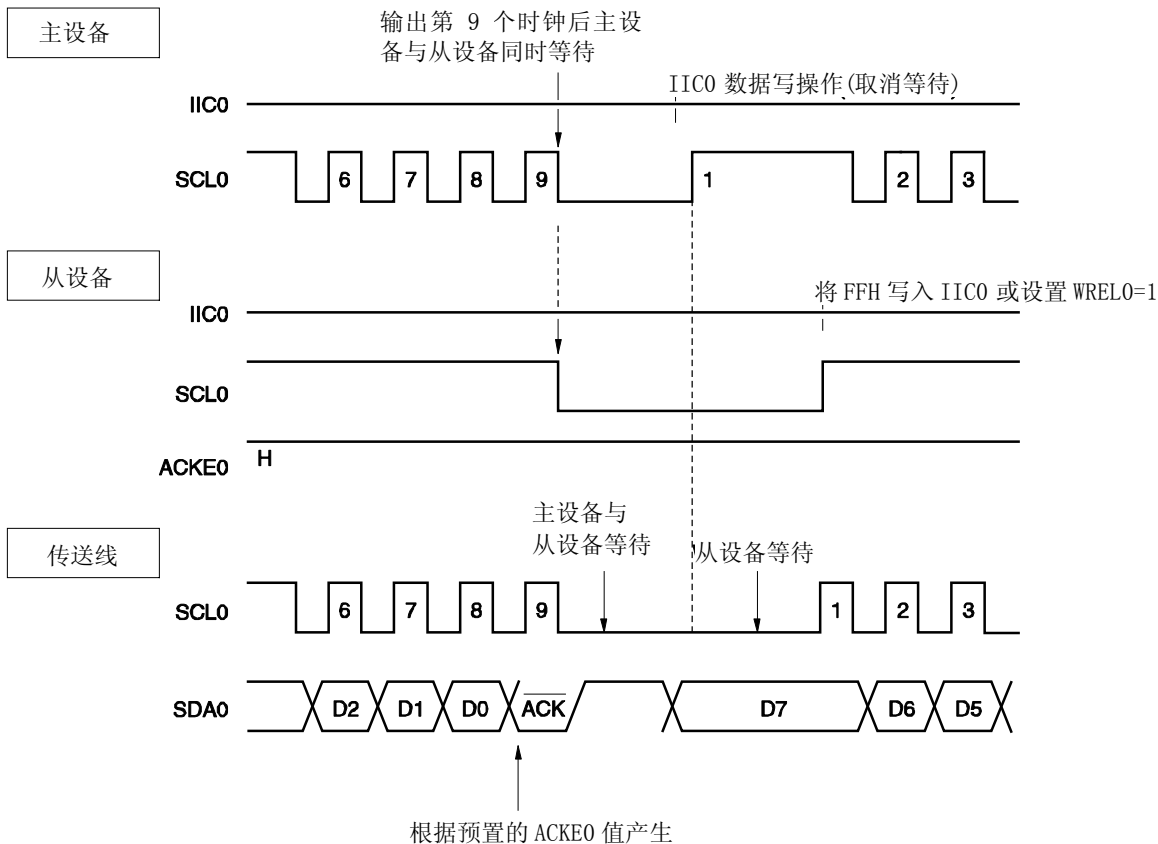 主设备
输出第 9 个时钟后主设
备与从设备同时等待
IIC0 数据写操作(取消等待)
IIC0
SCL0
6 7 8 9 1 2 3
从设备
将 FFH 写入 IIC0 或设置 WREL0=1
IIC0
SCL0
ACKE0 H
传送线
主设备与
从设备等待
从设备等待
SCL0
6 7 8 9 1 2 3
SDA0
D2 D1 D0 ACK D7 D6 D5
根据预置的 ACKE0 值产生